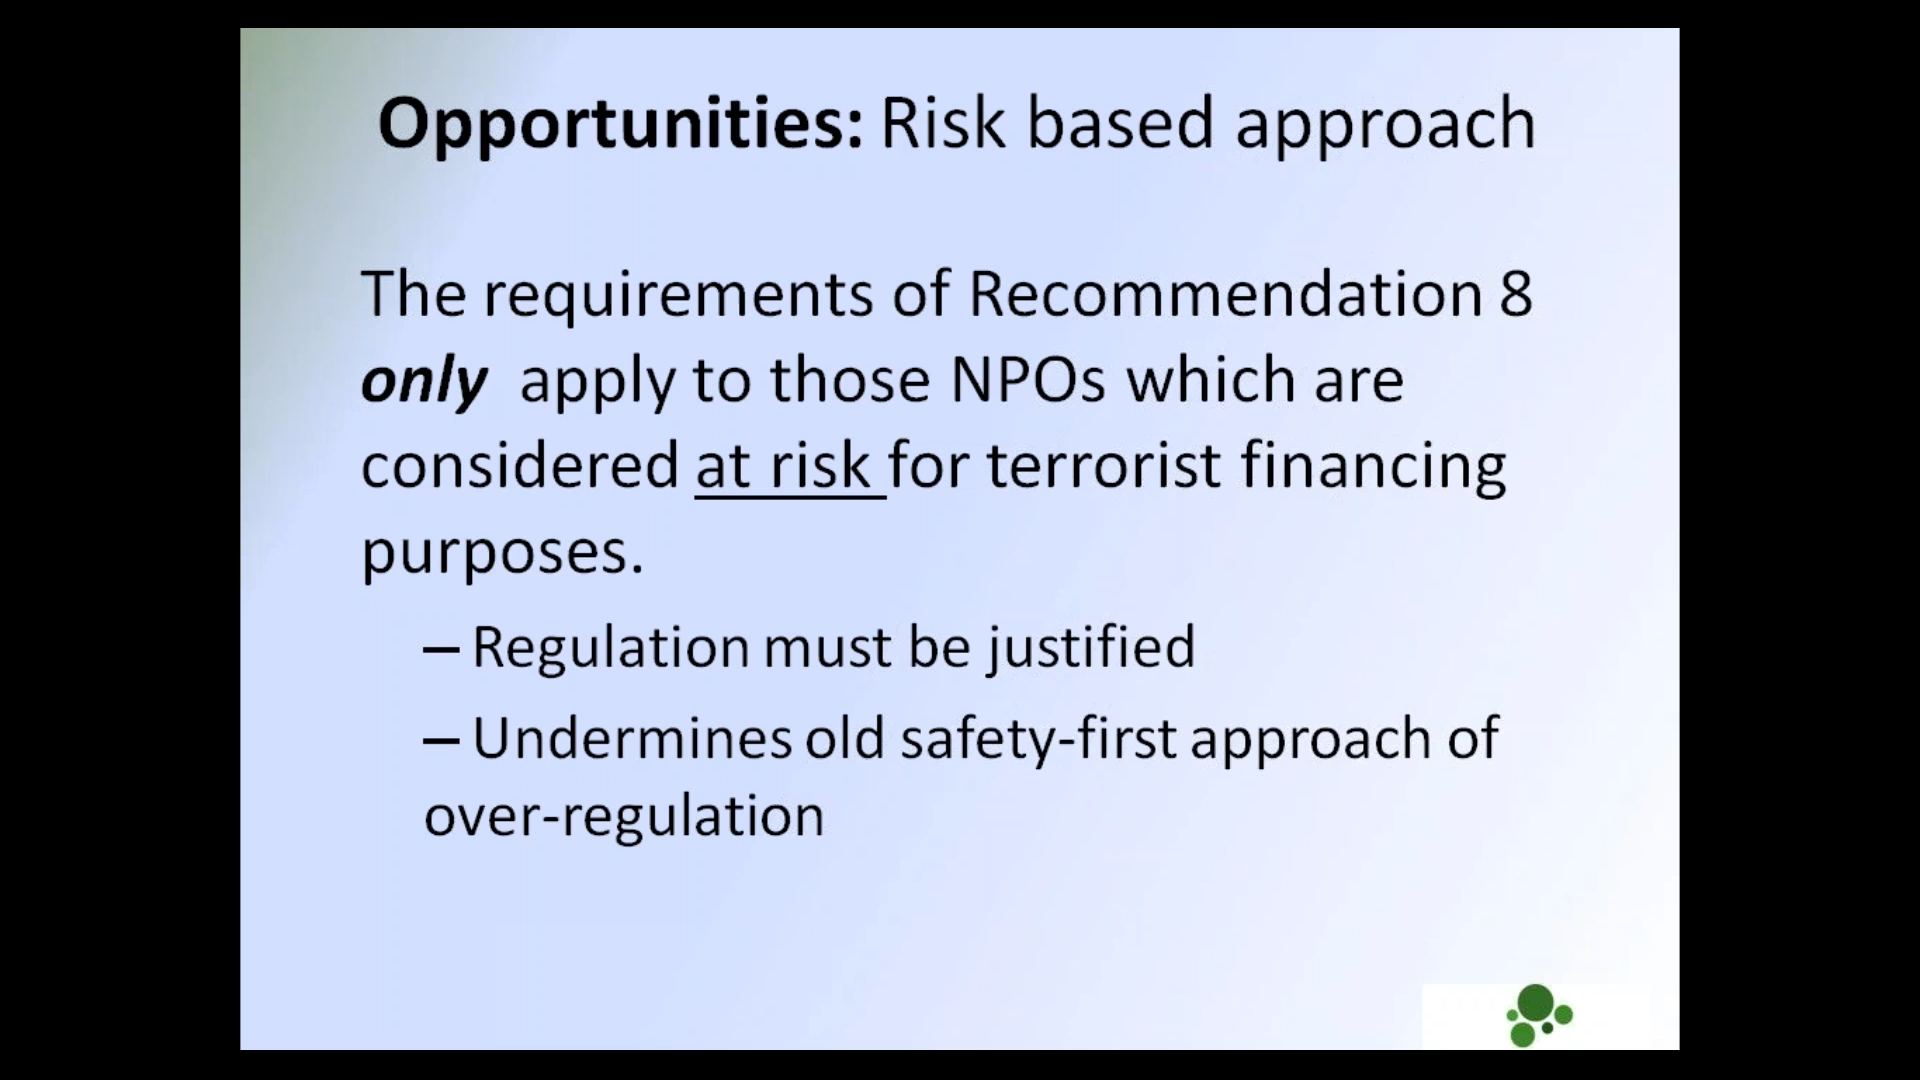 Opportunities: Risk based approach
The requirements of Recommendation 8
only apply to those NPOs which are
considered at risk for terrorist financing
purposes.
– Regulation must be justified
– Undermines old safety-first approach of
over-regulation